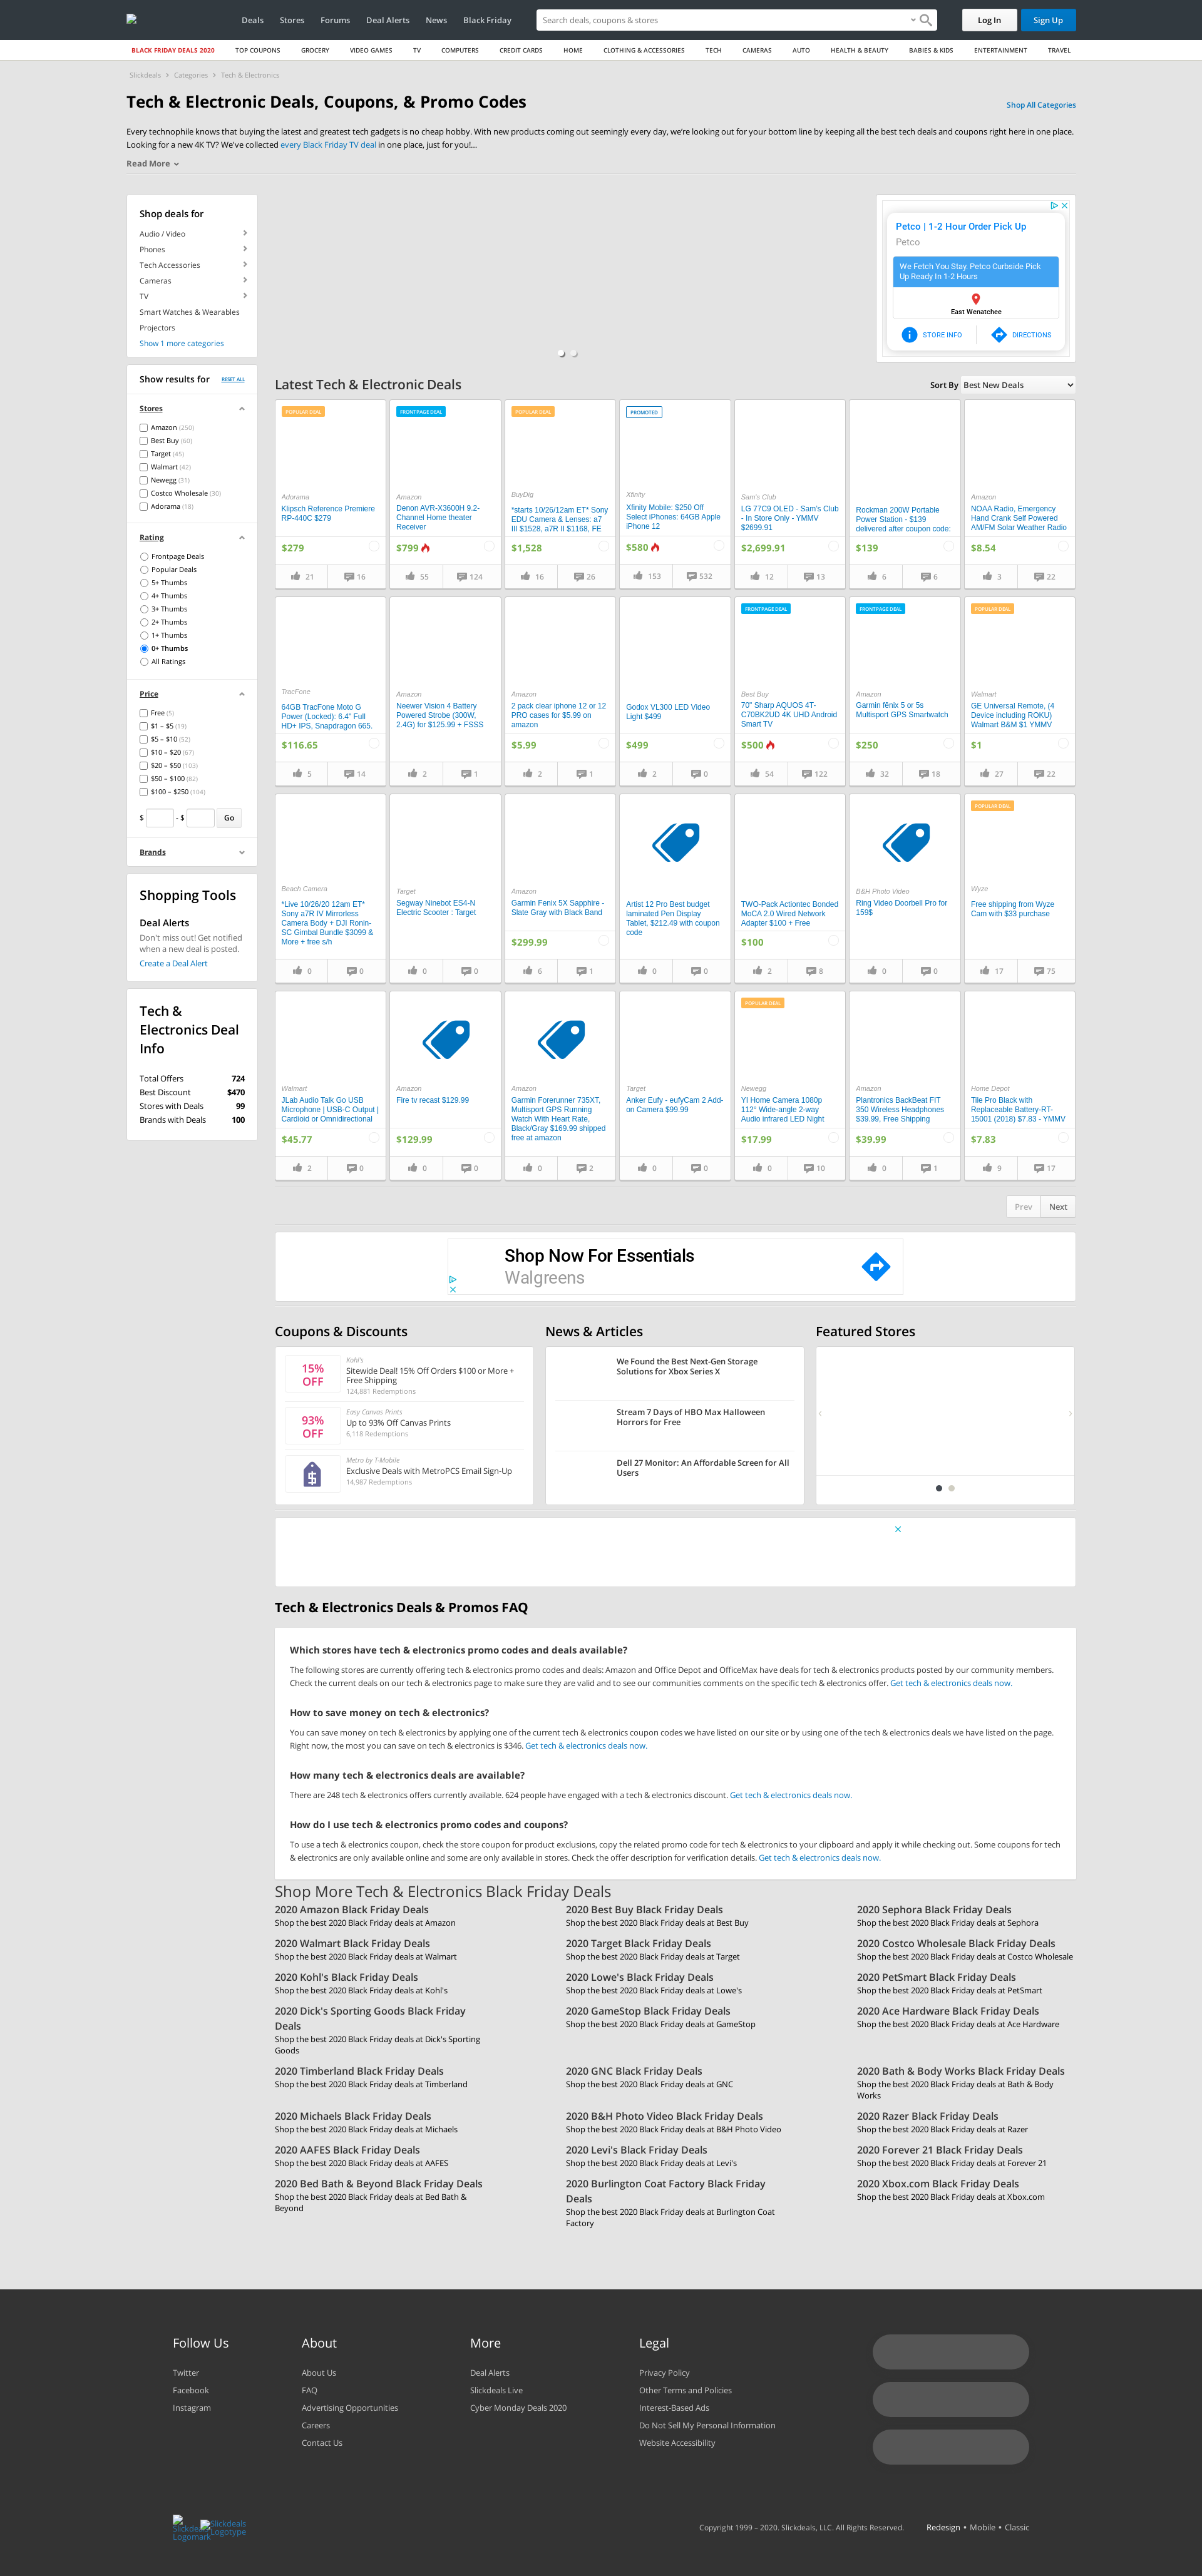 Deals
Stores
Forums
Deal Alerts
News
Black Friday
Search deals, coupons & stores
Log In
Sign Up
BLACK FRIDAY DEALS 2020
TOP COUPONS
GROCERY
VIDEO GAMES
TV
COMPUTERS
CREDIT CARDS
HOME
CLOTHING & ACCESSORIES
TECH
CAMERAS
AUTO
HEALTH & BEAUTY
BABIES & KIDS
ENTERTAINMENT
TRAVEL
Slickdeals › Categories › Tech & Electronics
Tech & Electronic Deals, Coupons, & Promo Codes
Shop All Categories
Every technophile knows that buying the latest and greatest tech gadgets is no cheap hobby. With new products coming out seemingly every day, we're looking out for your bottom line by keeping all the best tech deals and coupons right here in one place.
Looking for a new 4K TV? We've collected every Black Friday TV deal in one place, just for you!...
Read More
Shop deals for
Audio / Video
Phones
Tech Accessories
Cameras
TV
Smart Watches & Wearables
Projectors
Show 1 more categories
Petco | 1-2 Hour Order Pick Up
Petco
We Fetch You Stay. Petco Curbside Pick
Up Ready In 1-2 Hours
East Wenatchee
STORE INFO
DIRECTIONS
Show results for
RESET ALL
Stores
Amazon (250)
Best Buy (60)
Target (45)
Walmart (42)
Newegg (31)
Costco Wholesale (30)
Adorama (18)
Rating
Frontpage Deals
Popular Deals
5+ Thumbs
4+ Thumbs
3+ Thumbs
2+ Thumbs
1+ Thumbs
0+ Thumbs
All Ratings
Price
Free (5)
$1 – $5 (19)
$5 – $10 (52)
$10 – $20 (67)
$20 – $50 (103)
$50 – $100 (82)
$100 – $250 (104)
$ - $ Go
Brands
Shopping Tools
Deal Alerts
Don't miss out! Get notified
when a new deal is posted.
Create a Deal Alert
Tech &
Electronics Deal
Info
Total Offers 724
Best Discount $470
Stores with Deals 99
Brands with Deals 100
Latest Tech & Electronic Deals
Sort By Best New Deals
POPULAR DEAL
Adorama
Klipsch Reference Premiere
RP-440C $279
$279
21 16
FRONTPAGE DEAL
Amazon
Denon AVR-X3600H 9.2-
Channel Home theater
Receiver
$799
55 124
POPULAR DEAL
BuyDig
*starts 10/26/12am ET* Sony
EDU Camera & Lenses: a7
III $1528, a7R II $1168, FE
$1,528
16 26
PROMOTED
Xfinity
Xfinity Mobile: $250 Off
Select iPhones: 64GB Apple
iPhone 12
$580
153 532
Sam's Club
LG 77C9 OLED - Sam's Club
- In Store Only - YMMV
$2699.91
$2,699.91
12 13
Rockman 200W Portable
Power Station - $139
delivered after coupon code:
$139
6 6
Amazon
NOAA Radio, Emergency
Hand Crank Self Powered
AM/FM Solar Weather Radio
$8.54
3 22
TracFone
64GB TracFone Moto G
Power (Locked): 6.4" Full
HD+ IPS, Snapdragon 665.
$116.65
5 14
Amazon
Neewer Vision 4 Battery
Powered Strobe (300W,
2.4G) for $125.99 + FSSS
2 1
Amazon
2 pack clear iphone 12 or 12
PRO cases for $5.99 on
amazon
$5.99
2 1
Godox VL300 LED Video
Light $499
$499
2 0
FRONTPAGE DEAL
Best Buy
70" Sharp AQUOS 4T-
C70BK2UD 4K UHD Android
Smart TV
$500
54 122
FRONTPAGE DEAL
Amazon
Garmin fēnix 5 or 5s
Multisport GPS Smartwatch
$250
32 18
POPULAR DEAL
Walmart
GE Universal Remote, (4
Device including ROKU)
Walmart B&M $1 YMMV
$1
27 22
Beach Camera
*Live 10/26/20 12am ET*
Sony a7R IV Mirrorless
Camera Body + DJI Ronin-
SC Gimbal Bundle $3099 &
More + free s/h
0 0
Target
Segway Ninebot ES4-N
Electric Scooter : Target
0 0
Amazon
Garmin Fenix 5X Sapphire -
Slate Gray with Black Band
$299.99
6 1
Artist 12 Pro Best budget
laminated Pen Display
Tablet, $212.49 with coupon
code
0 0
TWO-Pack Actiontec Bonded
MoCA 2.0 Wired Network
Adapter $100 + Free
$100
2 8
B&H Photo Video
Ring Video Doorbell Pro for
159$
0 0
POPULAR DEAL
Wyze
Free shipping from Wyze
Cam with $33 purchase
17 75
Walmart
JLab Audio Talk Go USB
Microphone | USB-C Output |
Cardioid or Omnidirectional
$45.77
2 0
Amazon
Fire tv recast $129.99
$129.99
0 0
Amazon
Garmin Forerunner 735XT,
Multisport GPS Running
Watch With Heart Rate,
Black/Gray $169.99 shipped
free at amazon
0 2
Target
Anker Eufy - eufyCam 2 Add-
on Camera $99.99
0 0
POPULAR DEAL
Newegg
YI Home Camera 1080p
112° Wide-angle 2-way
Audio infrared LED Night
$17.99
0 10
Amazon
Plantronics BackBeat FIT
350 Wireless Headphones
$39.99, Free Shipping
$39.99
0 1
Home Depot
Tile Pro Black with
Replaceable Battery-RT-
15001 (2018) $7.83 - YMMV
$7.83
9 17
Prev
Next
Shop Now For Essentials
Walgreens
Coupons & Discounts
15%
OFF
Kohl's
Sitewide Deal! 15% Off Orders $100 or More +
Free Shipping
124,881 Redemptions
93%
OFF
Easy Canvas Prints
Up to 93% Off Canvas Prints
6,118 Redemptions
Metro by T-Mobile
Exclusive Deals with MetroPCS Email Sign-Up
14,987 Redemptions
News & Articles
We Found the Best Next-Gen Storage
Solutions for Xbox Series X
Stream 7 Days of HBO Max Halloween
Horrors for Free
Dell 27 Monitor: An Affordable Screen for All
Users
Featured Stores
Tech & Electronics Deals & Promos FAQ
Which stores have tech & electronics promo codes and deals available?
The following stores are currently offering tech & electronics promo codes and deals: Amazon and Office Depot and OfficeMax have deals for tech & electronics products posted by our community members.
Check the current deals on our tech & electronics page to make sure they are valid and to see our communities comments on the specific tech & electronics offer. Get tech & electronics deals now.
How to save money on tech & electronics?
You can save money on tech & electronics by applying one of the current tech & electronics coupon codes we have listed on our site or by using one of the tech & electronics deals we have listed on the page.
Right now, the most you can save on tech & electronics is $346. Get tech & electronics deals now.
How many tech & electronics deals are available?
There are 248 tech & electronics offers currently available. 624 people have engaged with a tech & electronics discount. Get tech & electronics deals now.
How do I use tech & electronics promo codes and coupons?
To use a tech & electronics coupon, check the store coupon for product exclusions, copy the related promo code for tech & electronics to your clipboard and apply it while checking out. Some coupons for tech
& electronics are only available online and some are only available in stores. Check the offer description for verification details. Get tech & electronics deals now.
Shop More Tech & Electronics Black Friday Deals
2020 Amazon Black Friday Deals
Shop the best 2020 Black Friday deals at Amazon
2020 Best Buy Black Friday Deals
Shop the best 2020 Black Friday deals at Best Buy
2020 Sephora Black Friday Deals
Shop the best 2020 Black Friday deals at Sephora
2020 Walmart Black Friday Deals
Shop the best 2020 Black Friday deals at Walmart
2020 Target Black Friday Deals
Shop the best 2020 Black Friday deals at Target
2020 Costco Wholesale Black Friday Deals
Shop the best 2020 Black Friday deals at Costco Wholesale
2020 Kohl's Black Friday Deals
Shop the best 2020 Black Friday deals at Kohl's
2020 Lowe's Black Friday Deals
Shop the best 2020 Black Friday deals at Lowe's
2020 PetSmart Black Friday Deals
Shop the best 2020 Black Friday deals at PetSmart
2020 Dick's Sporting Goods Black Friday
Deals
Shop the best 2020 Black Friday deals at Dick's Sporting
Goods
2020 GameStop Black Friday Deals
Shop the best 2020 Black Friday deals at GameStop
2020 Ace Hardware Black Friday Deals
Shop the best 2020 Black Friday deals at Ace Hardware
2020 Timberland Black Friday Deals
Shop the best 2020 Black Friday deals at Timberland
2020 GNC Black Friday Deals
Shop the best 2020 Black Friday deals at GNC
2020 Bath & Body Works Black Friday Deals
Shop the best 2020 Black Friday deals at Bath & Body
Works
2020 Michaels Black Friday Deals
Shop the best 2020 Black Friday deals at Michaels
2020 B&H Photo Video Black Friday Deals
Shop the best 2020 Black Friday deals at B&H Photo Video
2020 Razer Black Friday Deals
Shop the best 2020 Black Friday deals at Razer
2020 AAFES Black Friday Deals
Shop the best 2020 Black Friday deals at AAFES
2020 Levi's Black Friday Deals
Shop the best 2020 Black Friday deals at Levi's
2020 Forever 21 Black Friday Deals
Shop the best 2020 Black Friday deals at Forever 21
2020 Bed Bath & Beyond Black Friday Deals
Shop the best 2020 Black Friday deals at Bed Bath &
Beyond
2020 Burlington Coat Factory Black Friday
Deals
Shop the best 2020 Black Friday deals at Burlington Coat
Factory
2020 Xbox.com Black Friday Deals
Shop the best 2020 Black Friday deals at Xbox.com
Follow Us
Twitter
Facebook
Instagram
About
About Us
FAQ
Advertising Opportunities
Careers
Contact Us
More
Deal Alerts
Slickdeals Live
Cyber Monday Deals 2020
Legal
Privacy Policy
Other Terms and Policies
Interest-Based Ads
Do Not Sell My Personal Information
Website Accessibility
Logomark
Slickdeals
Logotype
Copyright 1999 – 2020. Slickdeals, LLC. All Rights Reserved.
Redesign • Mobile • Classic